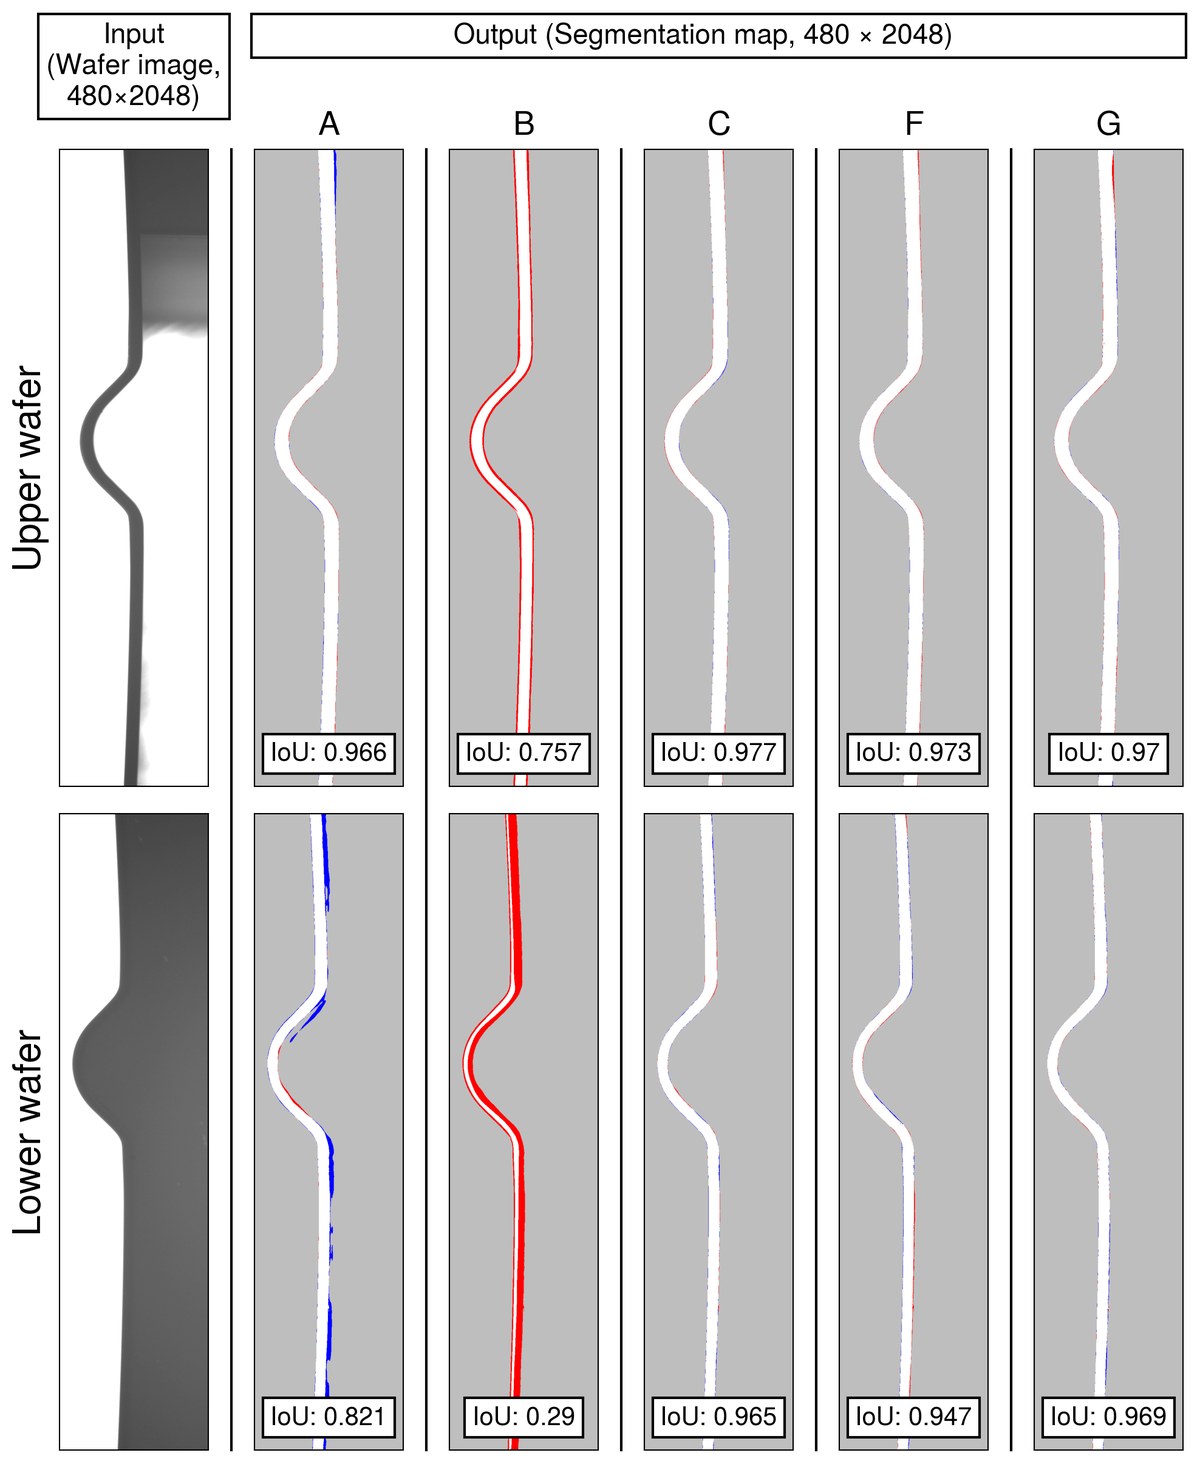 Input
(Wafer image,
480×2048)
Output (Segmentation map, 480 × 2048)
A B C F G
Upper wafer
IoU: 0.966 IoU: 0.757 IoU: 0.977 IoU: 0.973 IoU: 0.97
Lower wafer
IoU: 0.821 IoU: 0.29 IoU: 0.965 IoU: 0.947 IoU: 0.969